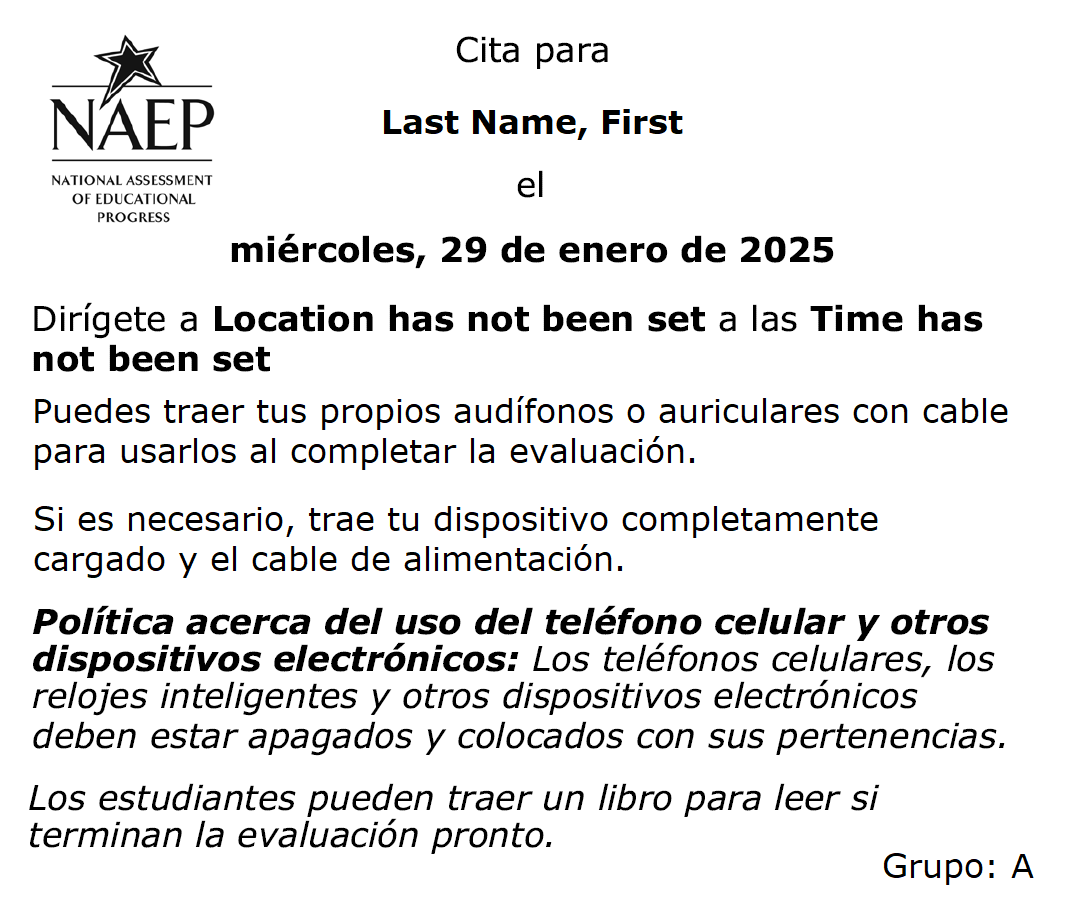 NAEP
NATIONAL ASSESSMENT
OF EDUCATIONAL
PROGRESS
Cita para
Last Name, First
el
miércoles, 29 de enero de 2025
Dirígete a Location has not been set a las Time has
not been set
Puedes traer tus propios audífonos o auriculares con cable
para usarlos al completar la evaluación.
Si es necesario, trae tu dispositivo completamente
cargado y el cable de alimentación.
Política acerca del uso del teléfono celular y otros
dispositivos electrónicos: Los teléfonos celulares, los
relojes inteligentes y otros dispositivos electrónicos
deben estar apagados y colocados con sus pertenencias.
Los estudiantes pueden traer un libro para leer si
terminan la evaluación pronto.
Grupo: A